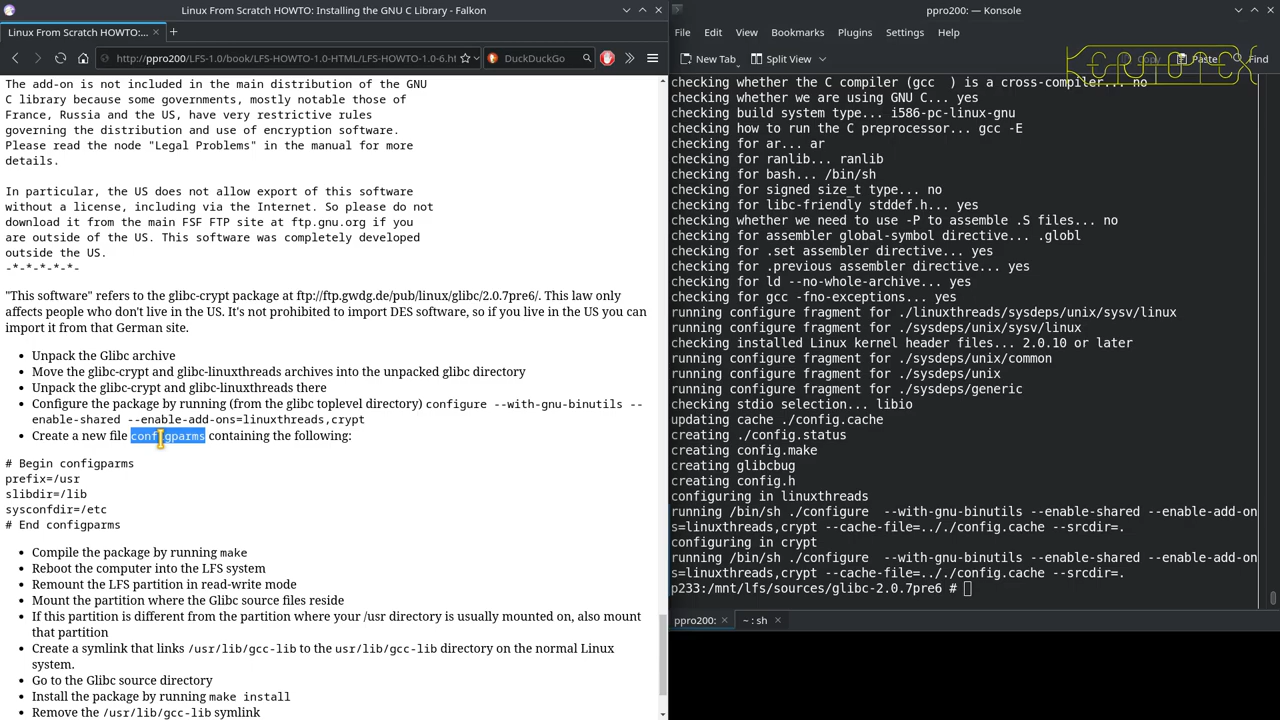 Linux From Scratch HOWTO: Installing the GNU C Library - Falkon
Linux From Scratch HOWTO:...
http://ppro200/LFS-1.0/book/LFS-HOWTO-1.0-HTML/LFS-HOWTO-1.0-6.ht
DuckDuckGo
The add-on is not included in the main distribution of the GNU
C library because some governments, mostly notable those of
France, Russia and the US, have very restrictive rules
governing the distribution and use of encryption software.
Please read the node "Legal Problems" in the manual for more
details.
In particular, the US does not allow export of this software
without a license, including via the Internet. So please do not
download it from the main FSF FTP site at ftp.gnu.org if you
are outside of the US. This software was completely developed
outside the US.
-*-*-*-*-*-
"This software" refers to the glibc-crypt package at ftp://ftp.gwdg.de/pub/linux/glibc/2.0.7pre6/. This law only
affects people who don't live in the US. It's not prohibited to import DES software, so if you live in the US you can
import it from that German site.
• Unpack the Glibc archive
• Move the glibc-crypt and glibc-linuxthreads archives into the unpacked glibc directory
• Unpack the glibc-crypt and glibc-linuxthreads there
• Configure the package by running (from the glibc toplevel directory) configure --with-gnu-binutils --
enable-shared --enable-add-ons=linuxthreads,crypt
• Create a new file configparms containing the following:
# Begin configparms
prefix=/usr
slibdir=/lib
sysconfdir=/etc
# End configparms
• Compile the package by running make
• Reboot the computer into the LFS system
• Remount the LFS partition in read-write mode
• Mount the partition where the Glibc source files reside
• If this partition is different from the partition where your /usr directory is usually mounted on, also mount
that partition
• Create a symlink that links /usr/lib/gcc-lib to the usr/lib/gcc-lib directory on the normal Linux
system.
• Go to the Glibc source directory
• Install the package by running make install
• Remove the /usr/lib/gcc-lib symlink
ppro200: — Konsole
File Edit View Bookmarks Plugins Settings Help
New Tab Split View Copy Paste Find
checking whether the C compiler (gcc  ) is a cross-compiler... no
checking whether we are using GNU C... yes
checking build system type... i586-pc-linux-gnu
checking how to run the C preprocessor... gcc -E
checking for ar... ar
checking for ranlib... ranlib
checking for bash... /bin/sh
checking for signed size_t type... no
checking for libc-friendly stddef.h... yes
checking whether we need to use -P to assemble .S files... no
checking for assembler global-symbol directive... .globl
checking for .set assembler directive... yes
checking for .previous assembler directive... yes
checking for ld --no-whole-archive... yes
checking for gcc -fno-exceptions... yes
running configure fragment for ./linuxthreads/sysdeps/unix/sysv/linux
running configure fragment for ./sysdeps/unix/sysv/linux
checking installed Linux kernel header files... 2.0.10 or later
running configure fragment for ./sysdeps/unix/common
running configure fragment for ./sysdeps/unix
running configure fragment for ./sysdeps/generic
checking stdio selection... libio
updating cache ./config.cache
creating ./config.status
creating config.make
creating glibcbug
creating config.h
configuring in linuxthreads
running /bin/sh ./configure  --with-gnu-binutils --enable-shared --enable-add-on
s=linuxthreads,crypt --cache-file=.././config.cache --srcdir=.
configuring in crypt
running /bin/sh ./configure  --with-gnu-binutils --enable-shared --enable-add-on
s=linuxthreads,crypt --cache-file=.././config.cache --srcdir=.
p233:/mnt/lfs/sources/glibc-2.0.7pre6 #
ppro200:
~ : sh